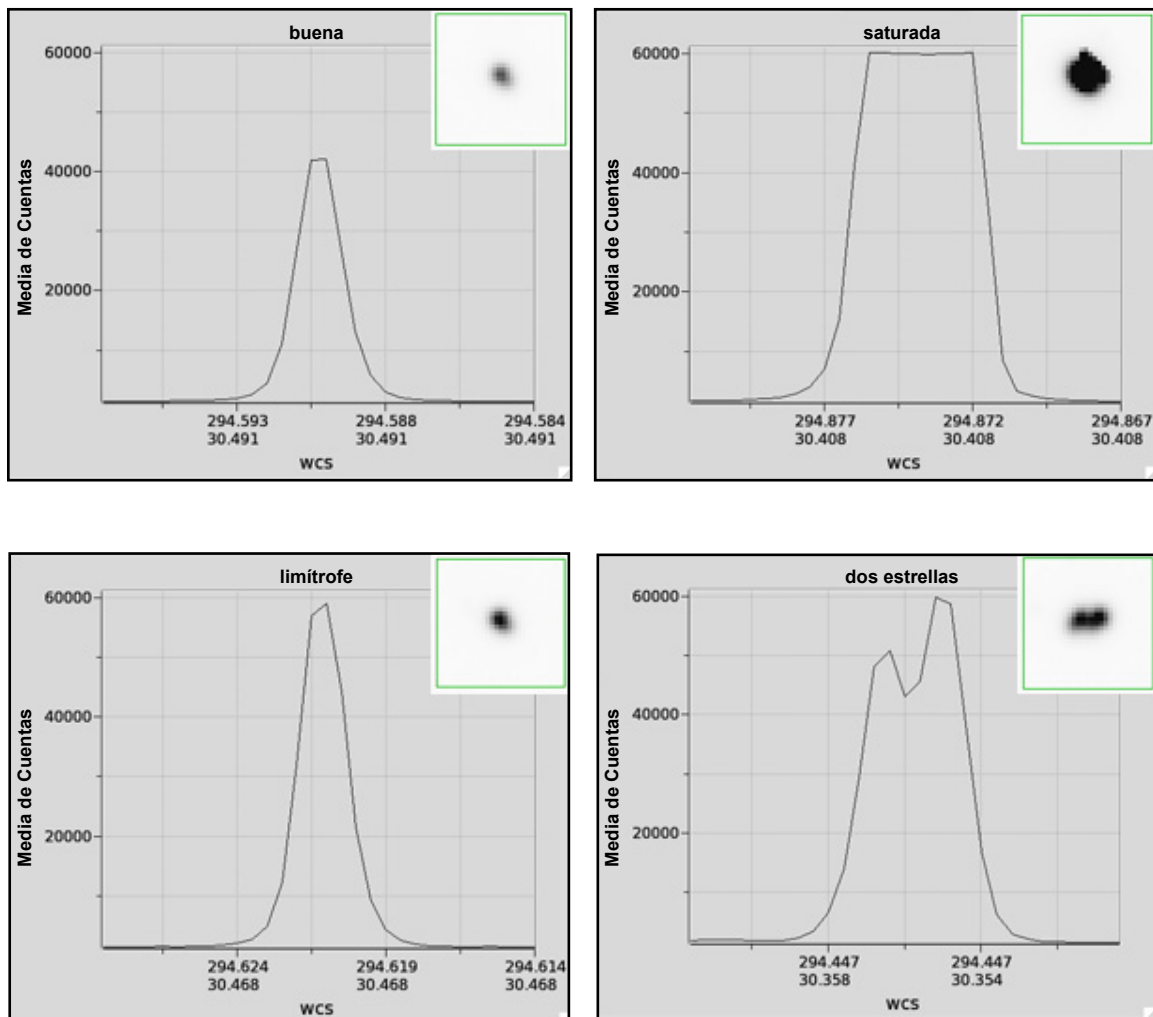 buena
60000
40000
20000
Media de Cuentas
294.593
30.491
294.588
30.491
294.584
30.491
WCS
saturada
60000
40000
20000
Media de Cuentas
294.877
30.408
294.872
30.408
294.867
30.408
WCS
limítrofe
60000
40000
20000
Media de Cuentas
294.624
30.468
294.619
30.468
294.614
30.468
WCS
dos estrellas
60000
40000
20000
Media de Cuentas
294.447
30.358
294.447
30.354
WCS